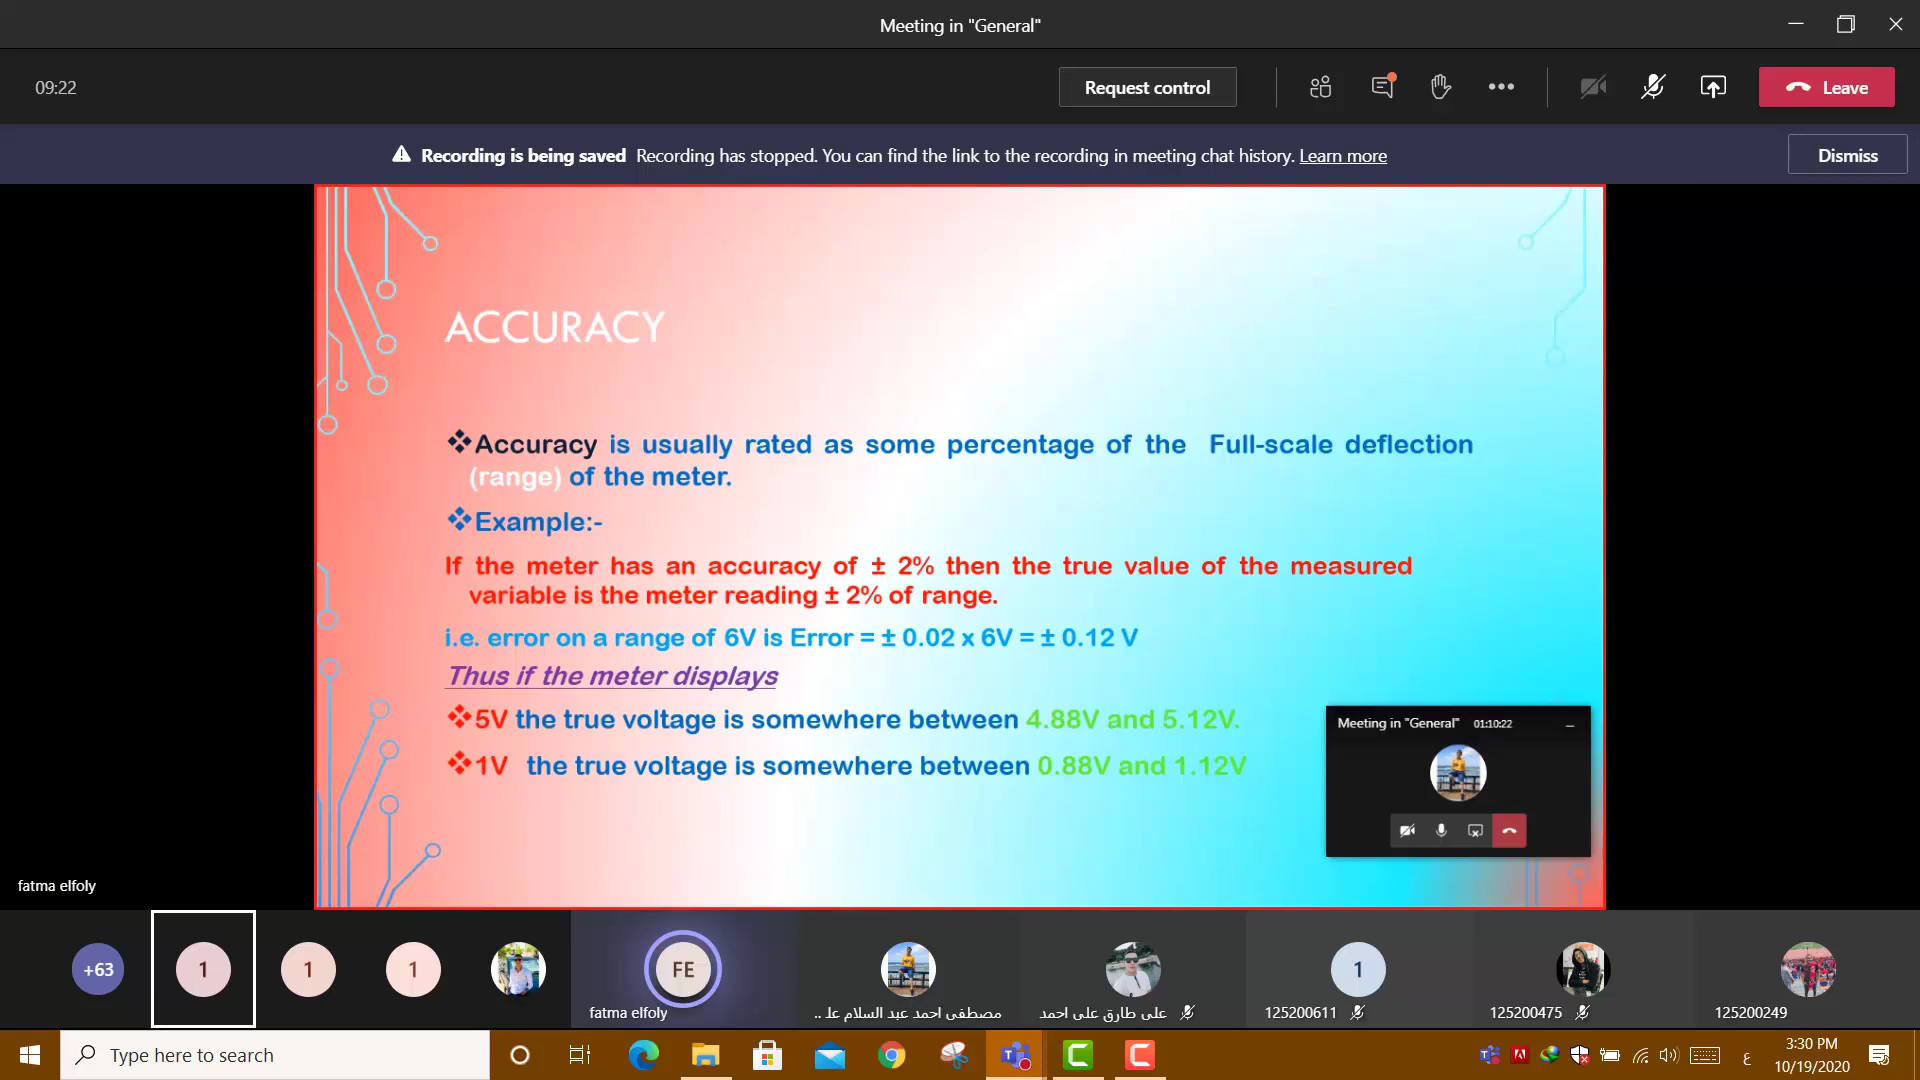 Meeting in "General"
09:22
Request control
Leave
Recording is being saved Recording has stopped. You can find the link to the recording in meeting chat history. Learn more
Dismiss
ACCURACY
❖Accuracy is usually rated as some percentage of the Full-scale deflection
(range) of the meter.
❖Example:-
If the meter has an accuracy of ± 2% then the true value of the measured
variable is the meter reading ± 2% of range.
i.e. error on a range of 6V is Error = ± 0.02 x 6V = ± 0.12 V
Thus if the meter displays
❖5V the true voltage is somewhere between 4.88V and 5.12V.
❖1V the true voltage is somewhere between 0.88V and 1.12V
Meeting in "General" 01:10:22
fatma elfoly
+63
1
1
1
FE
1
fatma elfoly
مصطفى احمد عبد السلام عل ..
على طارق على احمد
125200611
125200475
125200249
Type here to search
ع
3:30 PM
10/19/2020